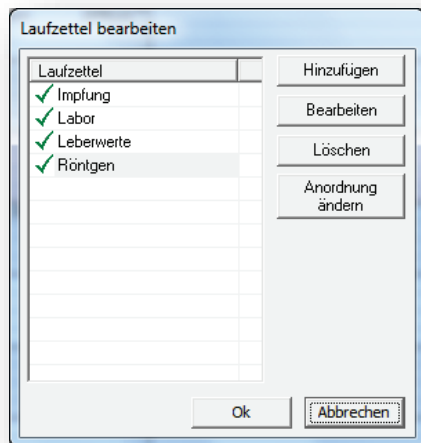 Laufzettel bearbeiten
Laufzettel
Impfung
Labor
Leberwerte
Röntgen
Hinzufügen
Bearbeiten
Löschen
Anordnung
ändern
Ok
Abbrechen